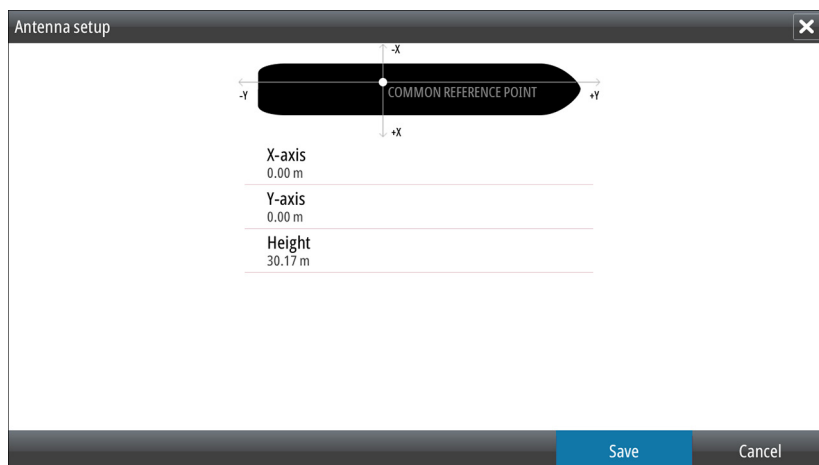 Antenna setup
-X
-Y
COMMON REFERENCE POINT
+Y
+X
X-axis
0.00 m
Y-axis
0.00 m
Height
30.17 m
Save
Cancel